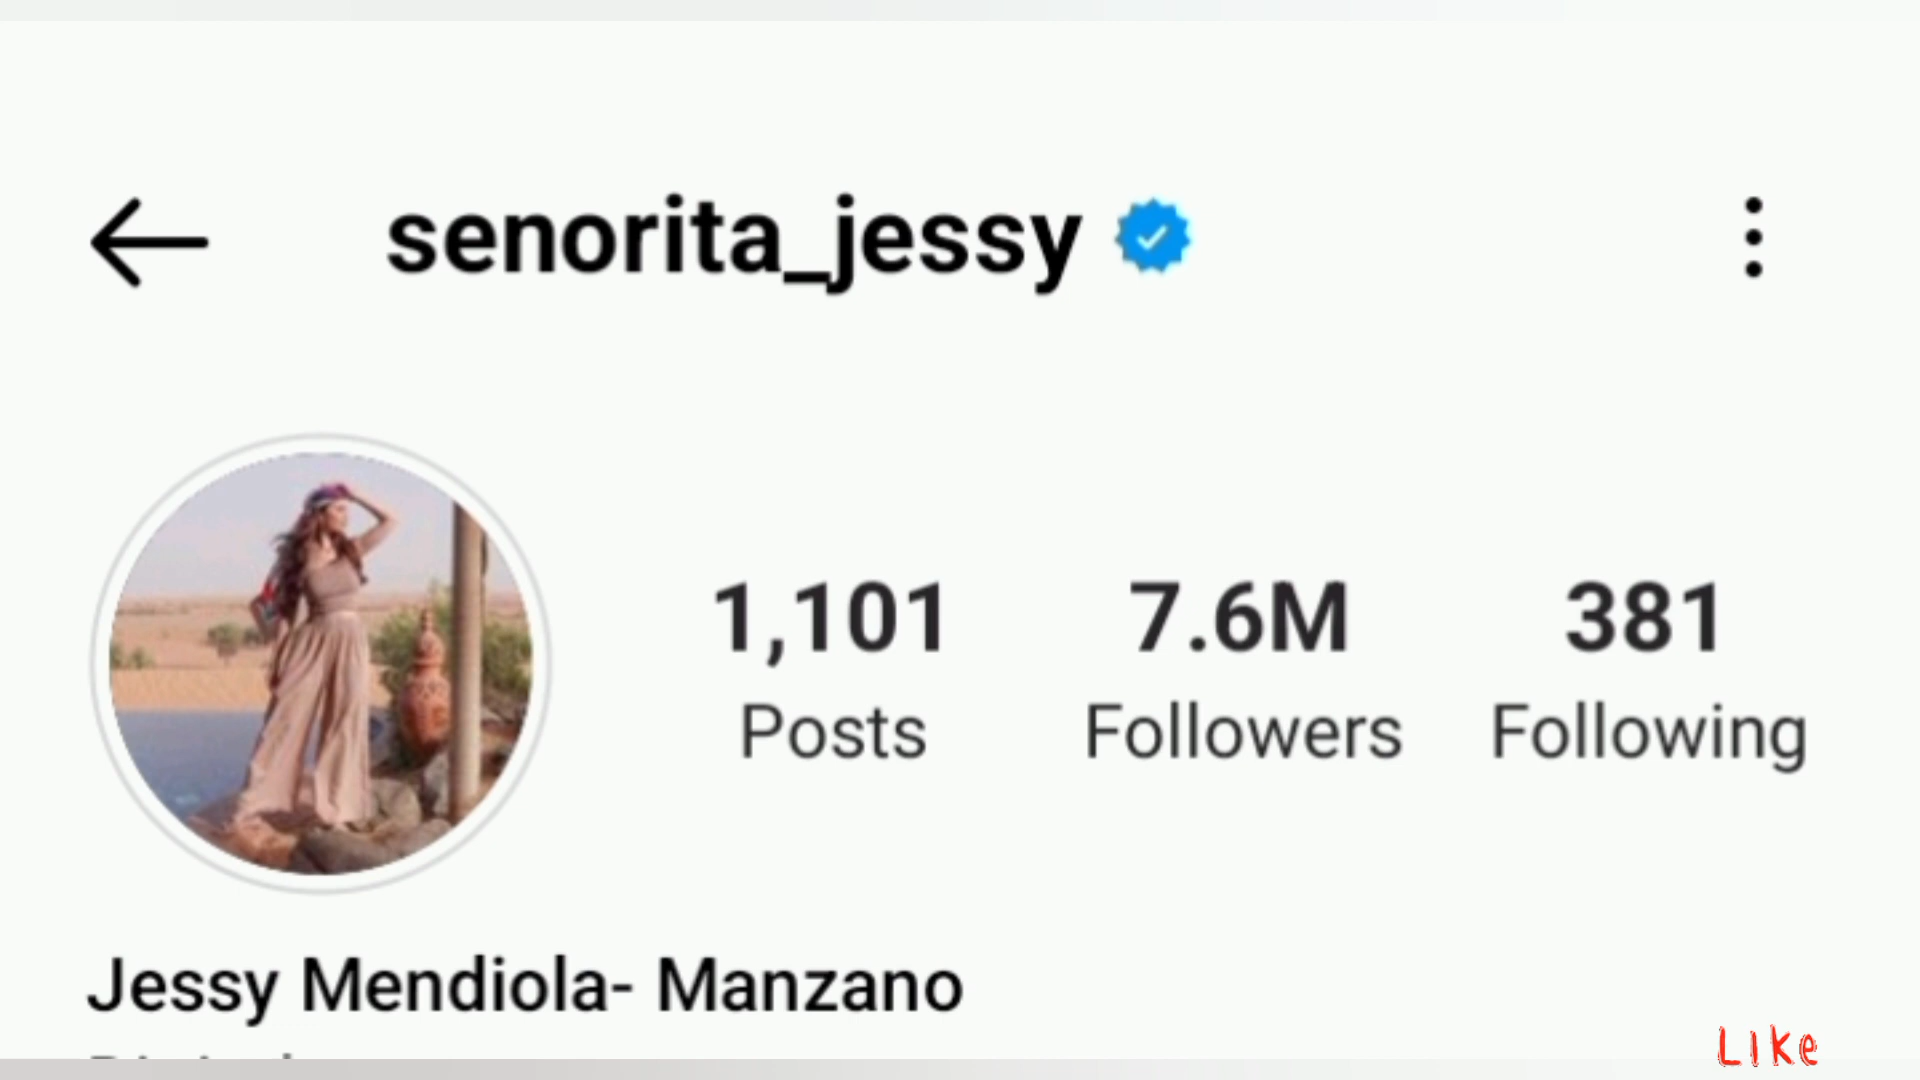 senorita_jessy
1,101 7.6M 381
Posts Followers Following
Jessy Mendiola- Manzano
LIKe